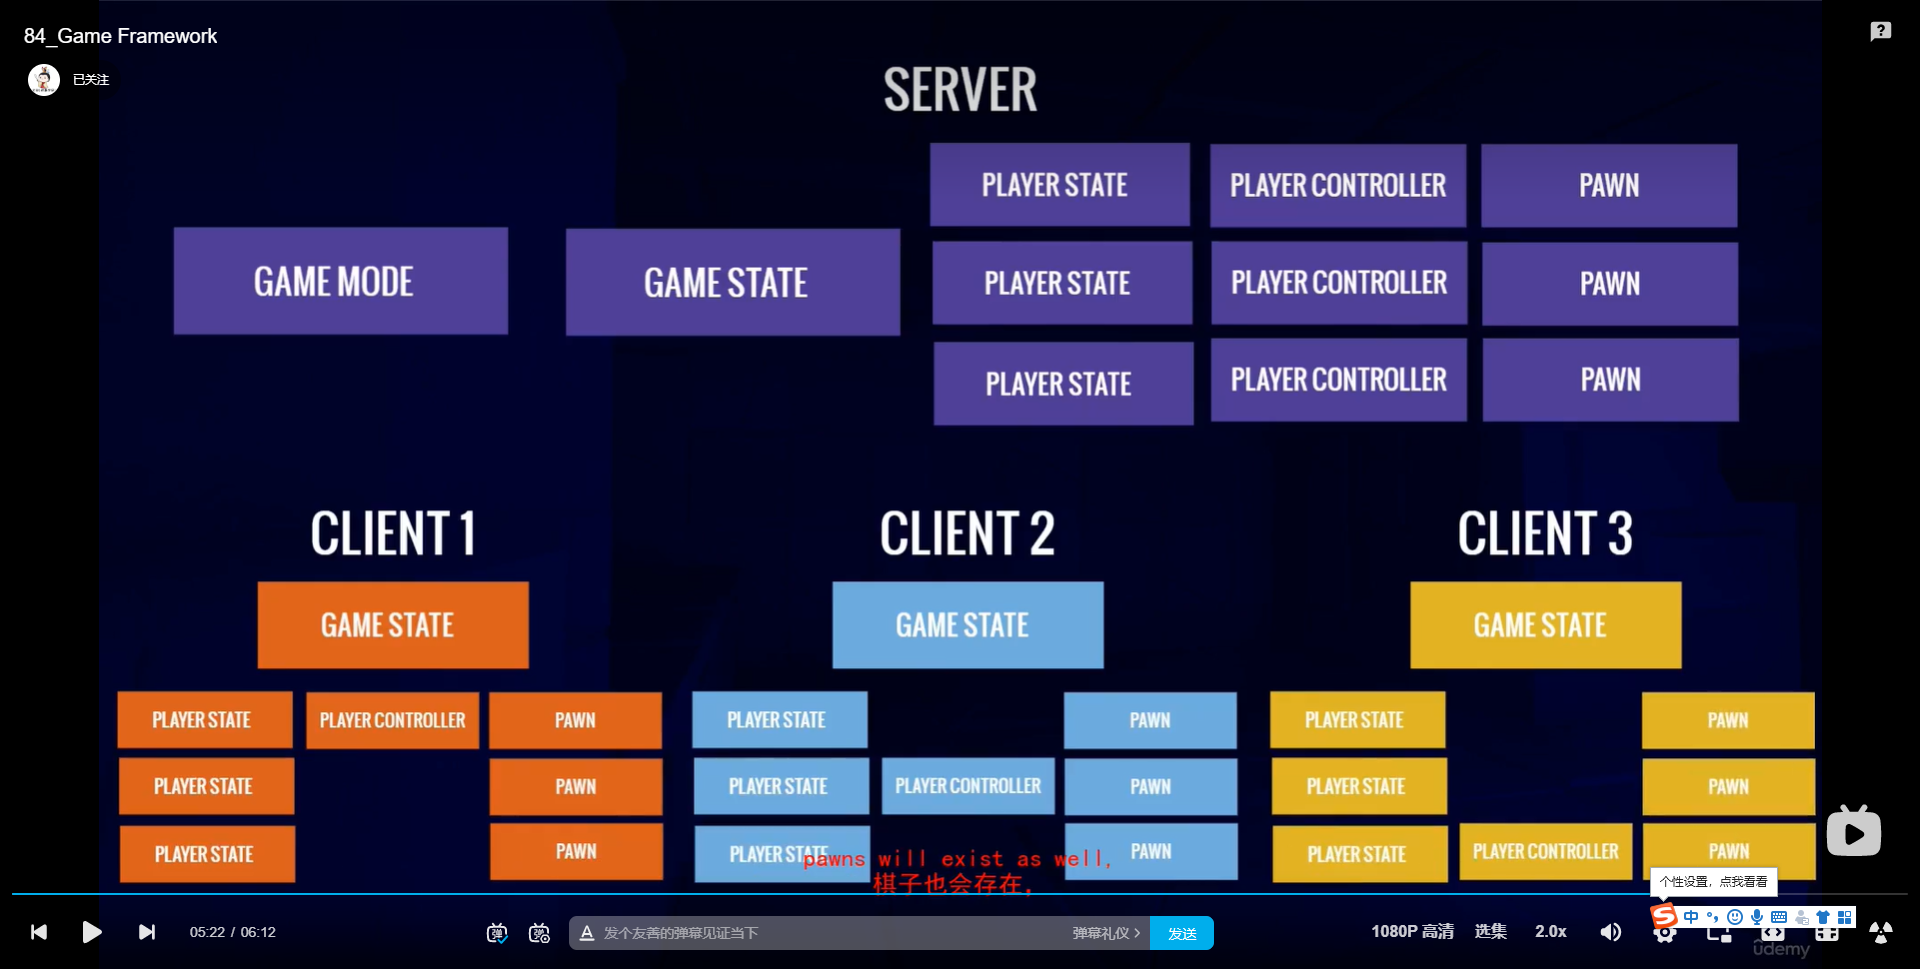 84_Game Framework
已关注
SERVER
PLAYER STATE
PLAYER CONTROLLER
PAWN
GAME MODE
GAME STATE
PLAYER STATE
PLAYER CONTROLLER
PAWN
PLAYER STATE
PLAYER CONTROLLER
PAWN
CLIENT 1
CLIENT 2
CLIENT 3
GAME STATE
GAME STATE
GAME STATE
PLAYER STATE
PLAYER CONTROLLER
PAWN
PLAYER STATE
PAWN
PLAYER STATE
PAWN
PLAYER STATE
PAWN
PLAYER STATE
PLAYER CONTROLLER
PAWN
PLAYER STATE
PAWN
PLAYER STATE
PAWN
PLAYER STATE
PAWN
PLAYER STATE
PLAYER CONTROLLER
PAWN
pawns will exist as well,
棋子也会存在，
个性设置，点我看看
中
05:22 / 06:12
弹
弹
A 发个友善的弹幕见证当下
弹幕礼仪 >
发送
1080P 高清
选集
2.0x
udemy